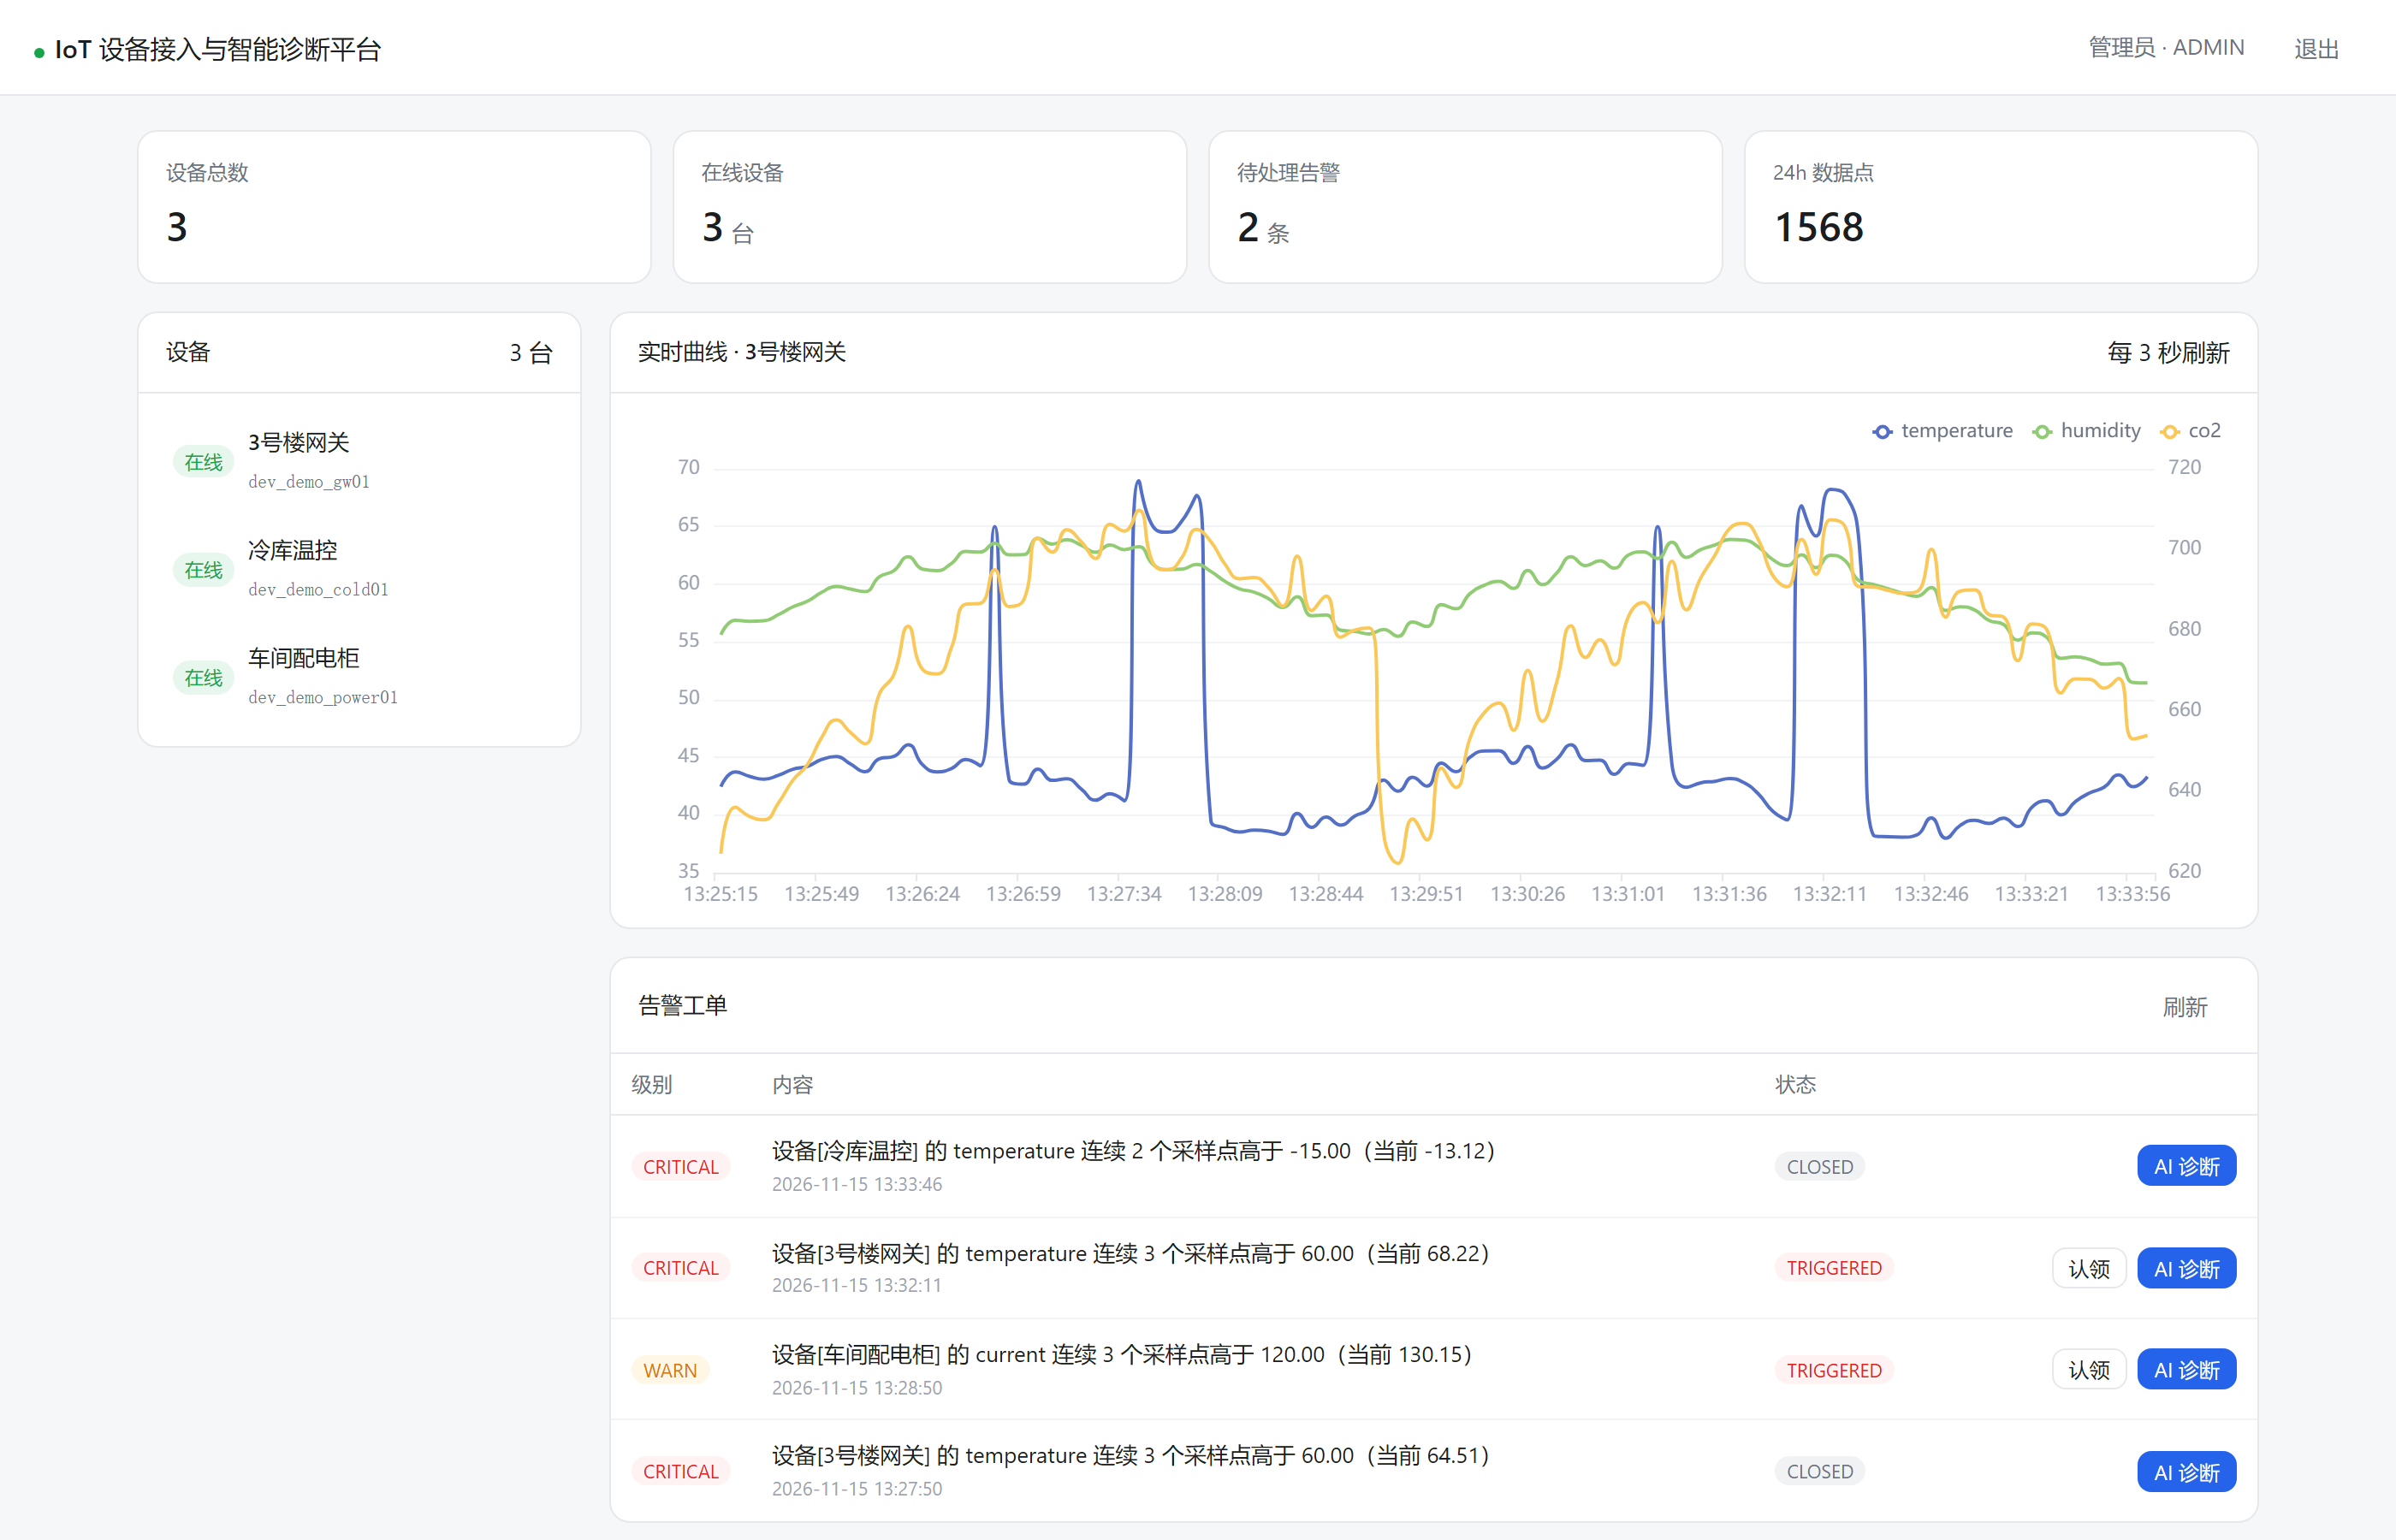 IoT 设备接入与智能诊断平台
管理员 · ADMIN
退出
设备总数
3
在线设备
3 台
待处理告警
2 条
24h 数据点
1568
设备
3 台
在线
3号楼网关
dev_demo_gw01
在线
冷库温控
dev_demo_cold01
在线
车间配电柜
dev_demo_power01
实时曲线 · 3号楼网关
每 3 秒刷新
temperature humidity co2
70
65
60
55
50
45
40
35
720
700
680
660
640
620
13:25:15 13:25:49 13:26:24 13:26:59 13:27:34 13:28:09 13:28:44 13:29:51 13:30:26 13:31:01 13:31:36 13:32:11 13:32:46 13:33:21 13:33:56
告警工单
刷新
级别 内容 状态
CRITICAL
设备[冷库温控] 的 temperature 连续 2 个采样点高于 -15.00（当前 -13.12）
2026-11-15 13:33:46
CLOSED
AI 诊断
CRITICAL
设备[3号楼网关] 的 temperature 连续 3 个采样点高于 60.00（当前 68.22）
2026-11-15 13:32:11
TRIGGERED
认领
AI 诊断
WARN
设备[车间配电柜] 的 current 连续 3 个采样点高于 120.00（当前 130.15）
2026-11-15 13:28:50
TRIGGERED
认领
AI 诊断
CRITICAL
设备[3号楼网关] 的 temperature 连续 3 个采样点高于 60.00（当前 64.51）
2026-11-15 13:27:50
CLOSED
AI 诊断